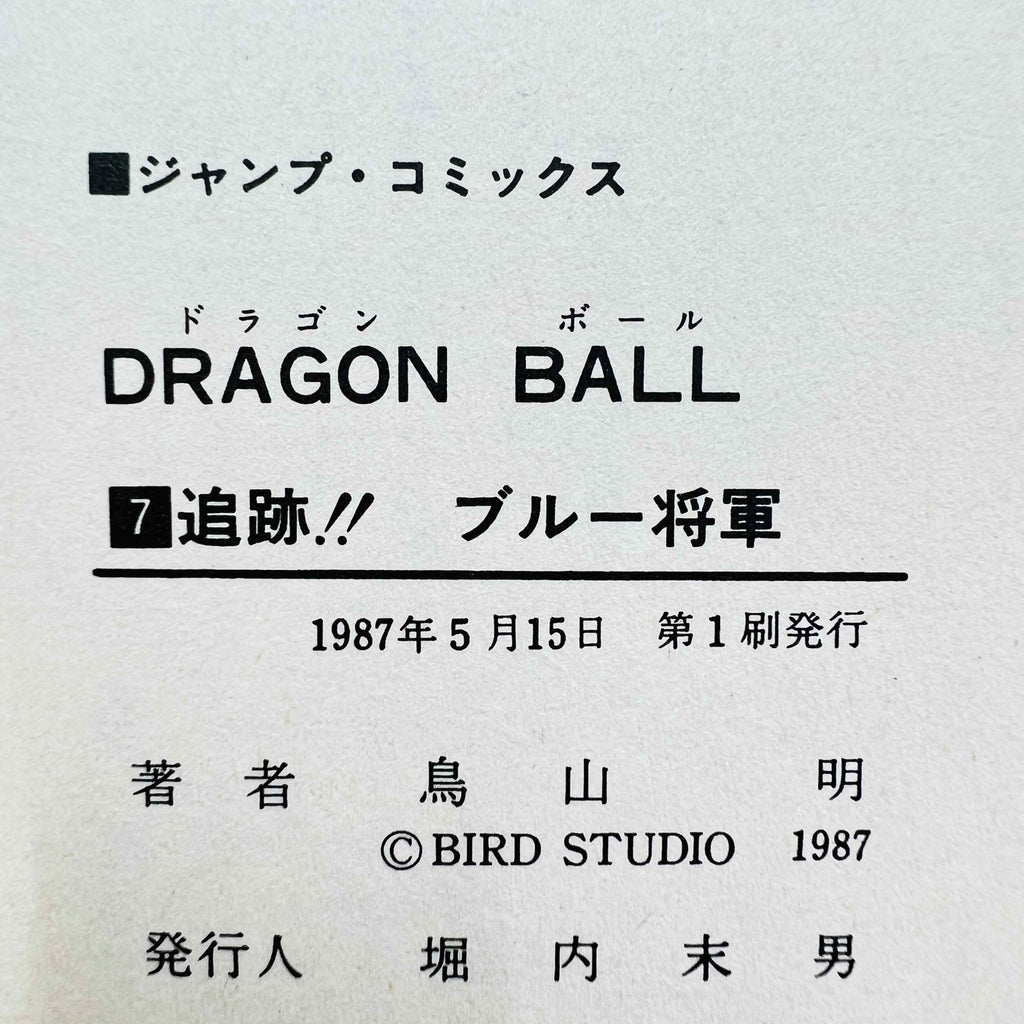 ■ジャンプ・コミックス
ドラゴン ボール
DRAGON BALL
7 追跡!! ブルー将軍
1987年5月15日 第1刷発行
著者 鳥山明
©BIRD STUDIO 1987
発行人 堀内末男